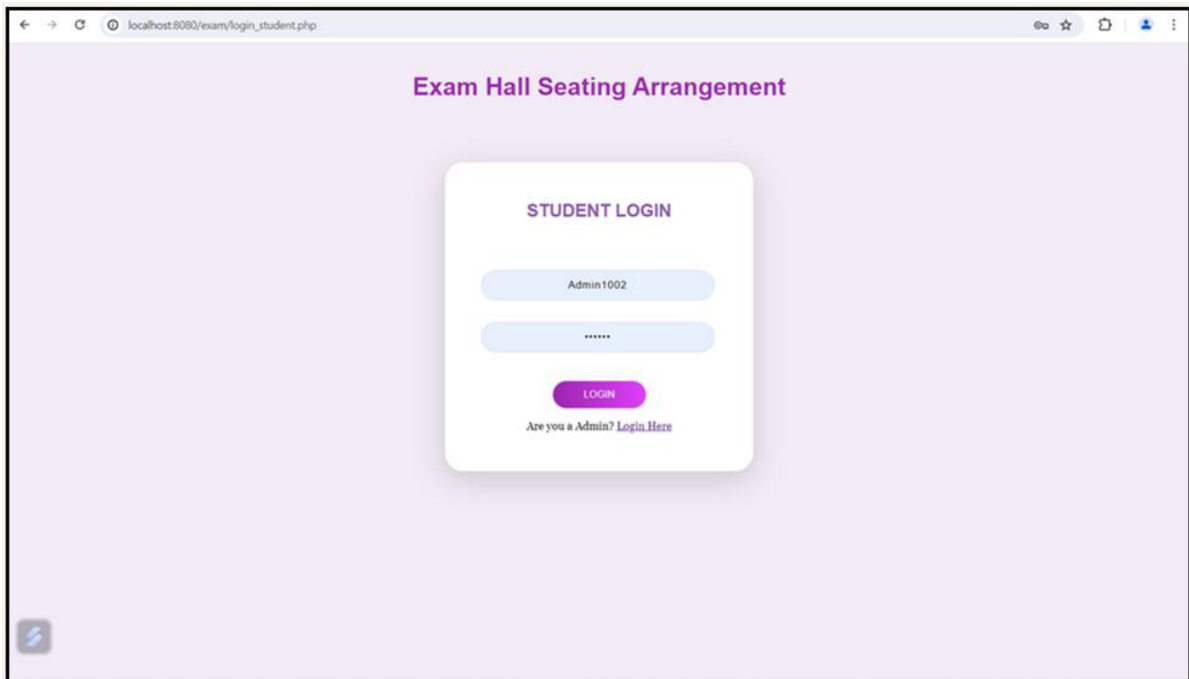 localhost:8080/exam/login_student.php
Exam Hall Seating Arrangement
STUDENT LOGIN
Admin1002
••••••
LOGIN
Are you a Admin? Login Here